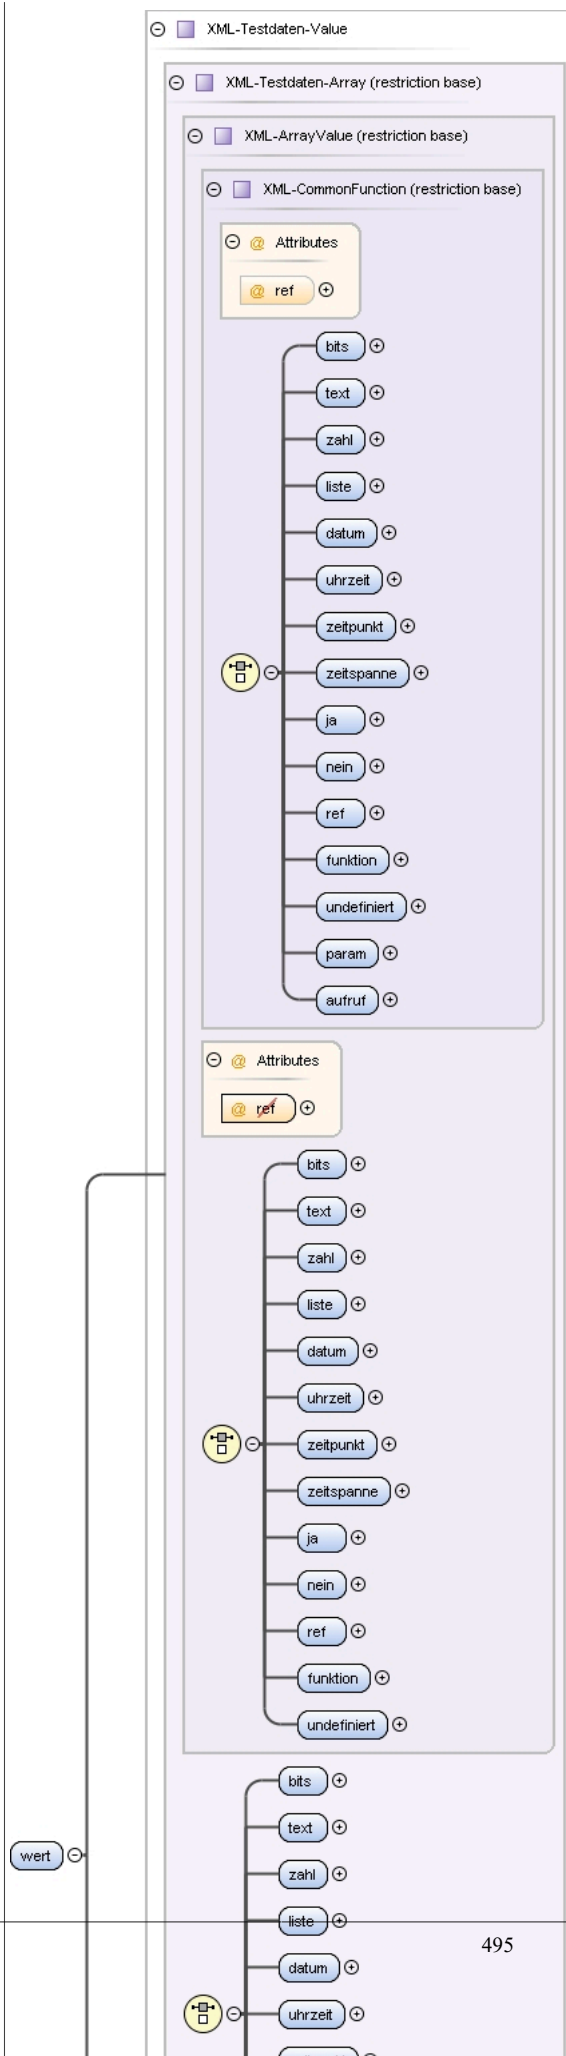 XML-Testdaten-Value
XML-Testdaten-Array (restriction base)
XML-ArrayValue (restriction base)
XML-CommonFunction (restriction base)
@ Attributes
@ ref
bits
text
zahl
liste
datum
uhrzeit
zeitpunkt
zeitspanne
ja
nein
ref
funktion
undefiniert
param
aufruf
@ Attributes
@ ref
bits
text
zahl
liste
datum
uhrzeit
zeitpunkt
zeitspanne
ja
nein
ref
funktion
undefiniert
bits
text
wert
zahl
liste
495
datum
uhrzeit